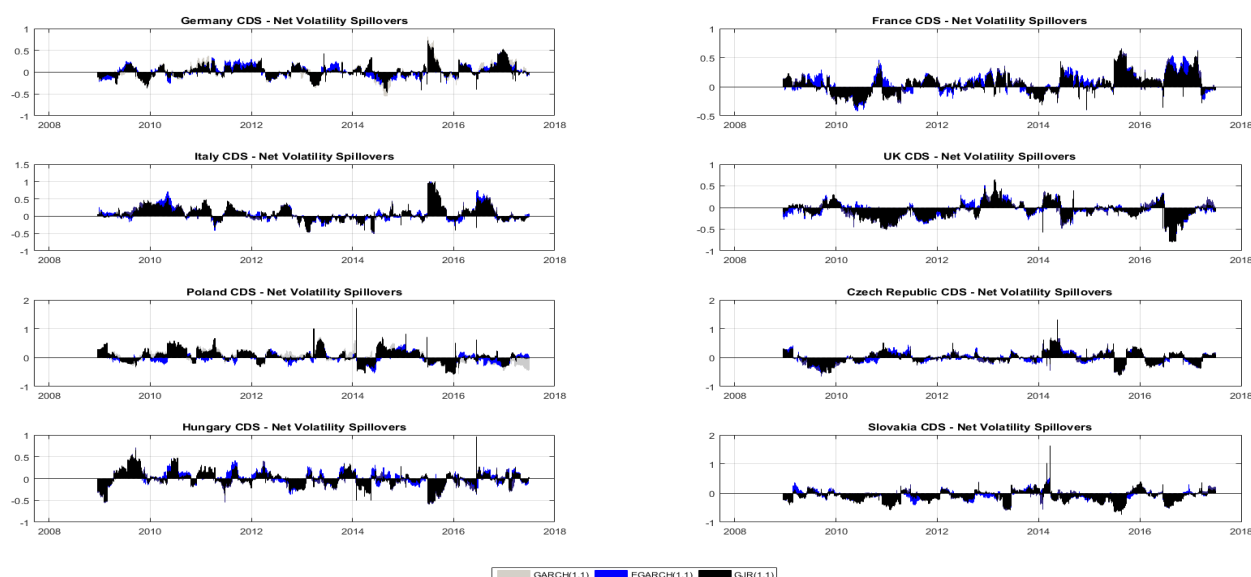 Germany CDS - Net Volatility Spillovers
1
0.5
0
-0.5
-1
2008 2010 2012 2014 2016 2018
France CDS - Net Volatility Spillovers
1
0.5
0
-0.5
2008 2010 2012 2014 2016 2018
Italy CDS - Net Volatility Spillovers
1.5
1
0.5
0
-0.5
-1
2008 2010 2012 2014 2016 2018
UK CDS - Net Volatility Spillovers
1
0.5
0
-0.5
-1
2008 2010 2012 2014 2016 2018
Poland CDS - Net Volatility Spillovers
2
1
0
-1
2008 2010 2012 2014 2016 2018
Czech Republic CDS - Net Volatility Spillovers
2
1
0
-1
2008 2010 2012 2014 2016 2018
Hungary CDS - Net Volatility Spillovers
1
0.5
0
-0.5
-1
2008 2010 2012 2014 2016 2018
Slovakia CDS - Net Volatility Spillovers
2
1
0
-1
2008 2010 2012 2014 2016 2018
GARCH(1,1) EGARCH(1,1) GJR(1,1)